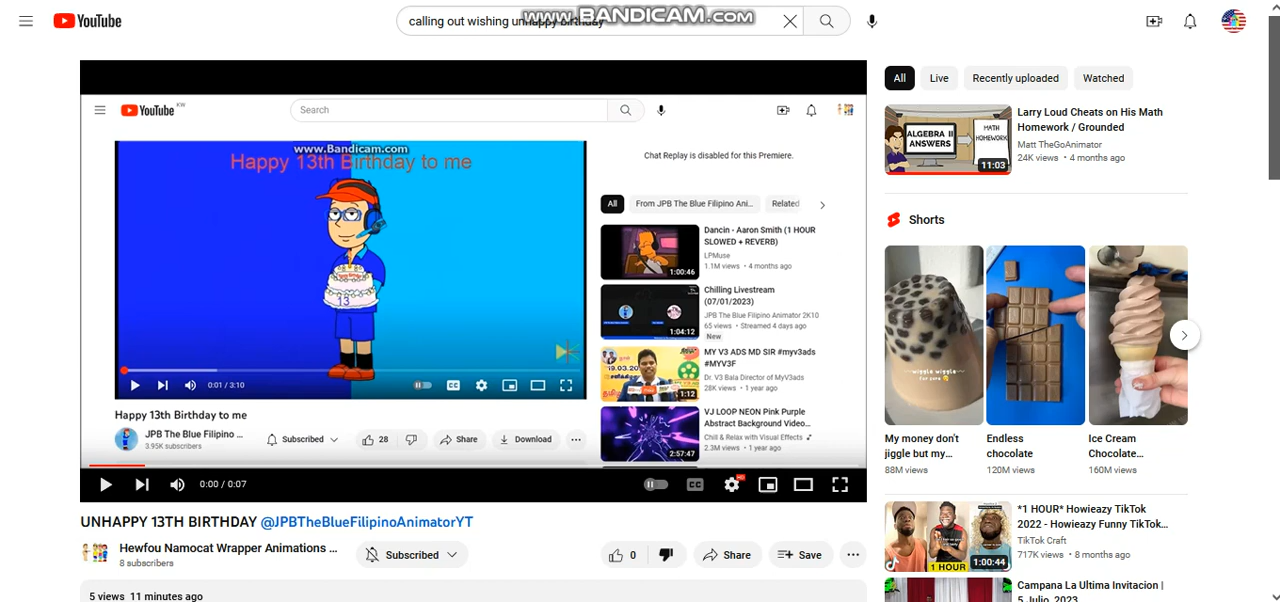 YouTube
calling out wishing unhappy birthday
www.BANDICAM.com
YouTube KW
Search
www.Bandicam.com
Happy 13th Birthday to me
13
0:01 / 3:10
CC
Happy 13th Birthday to me
JPB The Blue Filipino ...
3.95K subscribers
Subscribed
28
Share
Download
Chat Replay is disabled for this Premiere.
All
From JPB The Blue Filipino Ani...
Related
1:00:46
Dancin - Aaron Smith (1 HOUR
SLOWED + REVERB)
LPMuse
1.1M views • 4 months ago
1:04:12
Chilling Livestream
(07/01/2023)
JPB The Blue Filipino Animator 2K10
65 views • Streamed 4 days ago
New
19.03.20
1:12
MY V3 ADS MD SIR #myv3ads
#MYV3F
Dr. V3 Bala Director of MyV3ads
28K views • 1 year ago
2:57:47
VJ LOOP NEON Pink Purple
Abstract Background Video...
Chill & Relax with Visual Effects
2.3M views • 1 year ago
0:00 / 0:07
CC
HD
UNHAPPY 13TH BIRTHDAY @JPBTheBlueFilipinoAnimatorYT
Hewfou Namocat Wrapper Animations ...
8 subscribers
Subscribed
0
Share
Save
5 views 11 minutes ago
All
Live
Recently uploaded
Watched
ALGEBRA II
ANSWERS
MATH
HOMEWORK
11:03
Larry Loud Cheats on His Math
Homework / Grounded
Matt TheGoAnimator
24K views • 4 months ago
Shorts
wiggle wiggle
for sure
My money don't
jiggle but my...
88M views
Endless
chocolate
120M views
Ice Cream
Chocolate...
160M views
1 HOUR
1:00:44
*1 HOUR* Howieazy TikTok
2022 - Howieazy Funny TikTok...
TikTok Craft
717K views • 8 months ago
Campana La Ultima Invitacion |
5 Julio, 2023